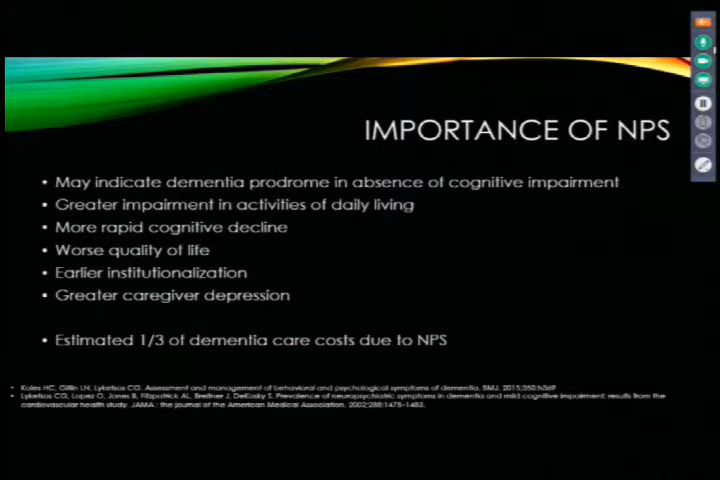 IMPORTANCE OF NPS
• May indicate dementia prodrome in absence of cognitive impairment
• Greater impairment in activities of daily living
• More rapid cognitive decline
• Worse quality of life
• Earlier institutionalization
• Greater caregiver depression
• Estimated 1/3 of dementia care costs due to NPS
• Kales HC, Gitlin LN, Lyketsos CG. Assessment and management of behavioral and psychological symptoms of dementia. BMJ. 2015;350:h369
• Lyketsos CG, Lopez O, Jones B, Fitzpatrick AL, Breitner J, DeKosky S. Prevalence of neuropsychiatric symptoms in dementia and mild cognitive impairment: results from the
cardiovascular health study. JAMA : the journal of the American Medical Association. 2002;288:1475-1483.